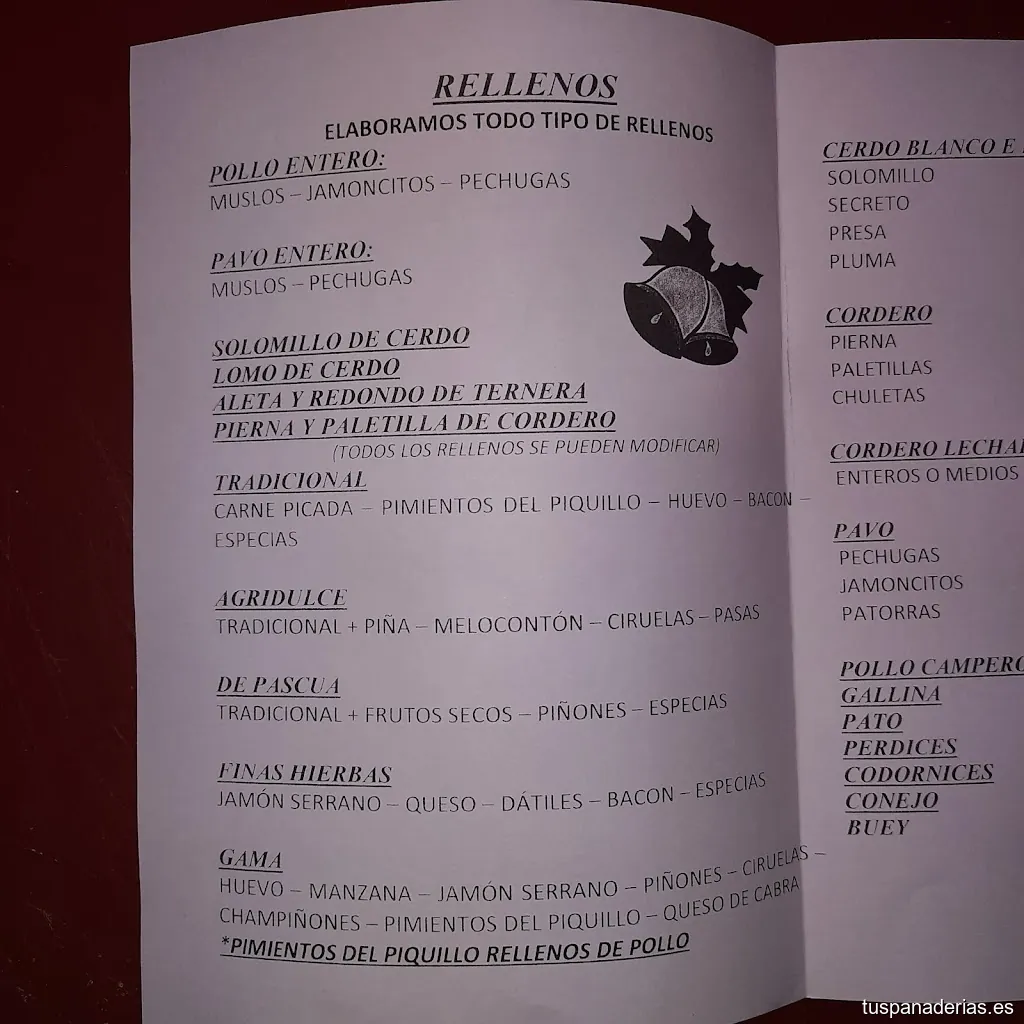 RELLENOS
ELABORAMOS TODO TIPO DE RELLENOS
POLLO ENTERO:
MUSLOS – JAMONCITOS – PECHUGAS
PAVO ENTERO:
MUSLOS – PECHUGAS
SOLOMILLO DE CERDO
LOMO DE CERDO
ALETA Y REDONDO DE TERNERA
PIERNA Y PALETILLA DE CORDERO
(TODOS LOS RELLENOS SE PUEDEN MODIFICAR)
TRADICIONAL
CARNE PICADA – PIMIENTOS DEL PIQUILLO – HUEVO – BACON –
ESPECIAS
AGRIDULCE
TRADICIONAL + PIÑA – MELOCONTÓN – CIRUELAS – PASAS
DE PASCUA
TRADICIONAL + FRUTOS SECOS – PIÑONES – ESPECIAS
FINAS HIERBAS
JAMÓN SERRANO – QUESO – DÁTILES – BACON – ESPECIAS
GAMA
HUEVO – MANZANA – JAMÓN SERRANO – PIÑONES – CIRUELAS –
CHAMPIÑONES – PIMIENTOS DEL PIQUILLO – QUESO DE CABRA
*PIMIENTOS DEL PIQUILLO RELLENOS DE POLLO
CERDO BLANCO E
SOLOMILLO
SECRETO
PRESA
PLUMA
CORDERO
PIERNA
PALETILLAS
CHULETAS
CORDERO
ENTEROS O MEDIOS
PAVO
PECHUGAS
JAMONCITOS
PATORRAS
POLLO CAMPERO
GALLINA
PATO
PERDICES
CODORNICES
CONEJO
BUEY
tuspanaderias.es